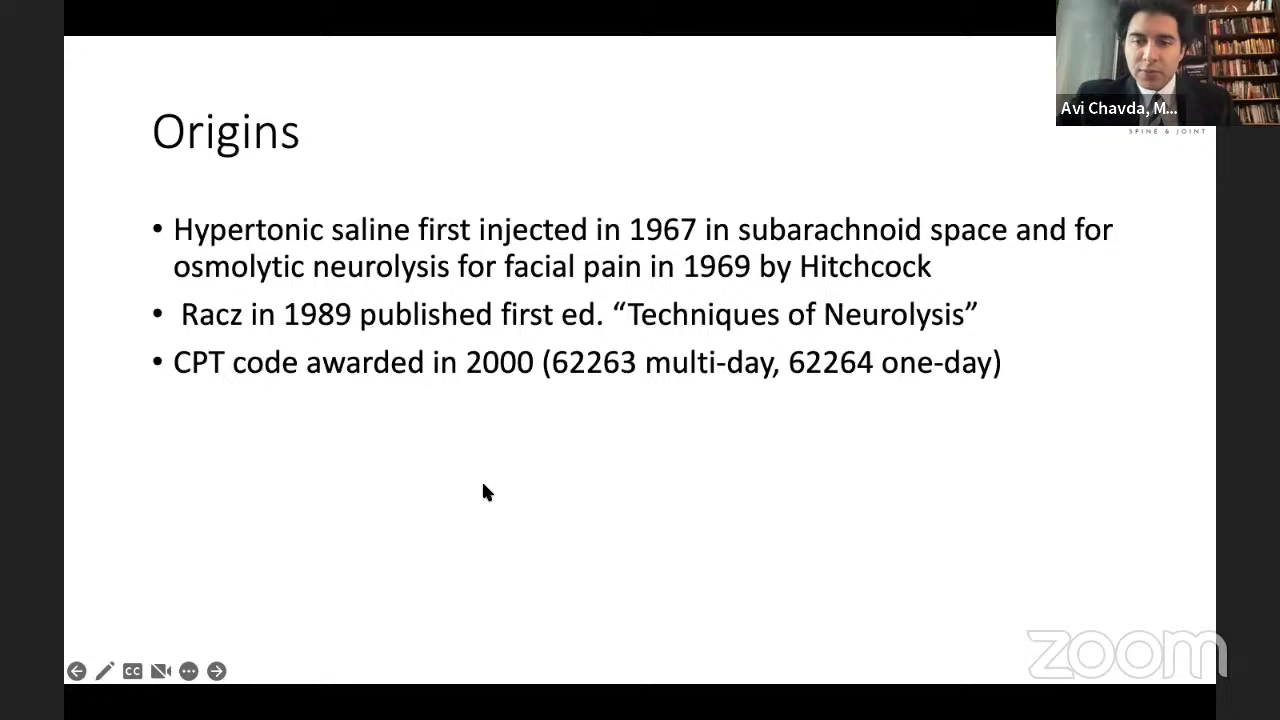 Avi Chavda, M...
SPINE & JOINT
Origins
• Hypertonic saline first injected in 1967 in subarachnoid space and for
osmolytic neurolysis for facial pain in 1969 by Hitchcock
• Racz in 1989 published first ed. “Techniques of Neurolysis”
• CPT code awarded in 2000 (62263 multi-day, 62264 one-day)
CC
zoom